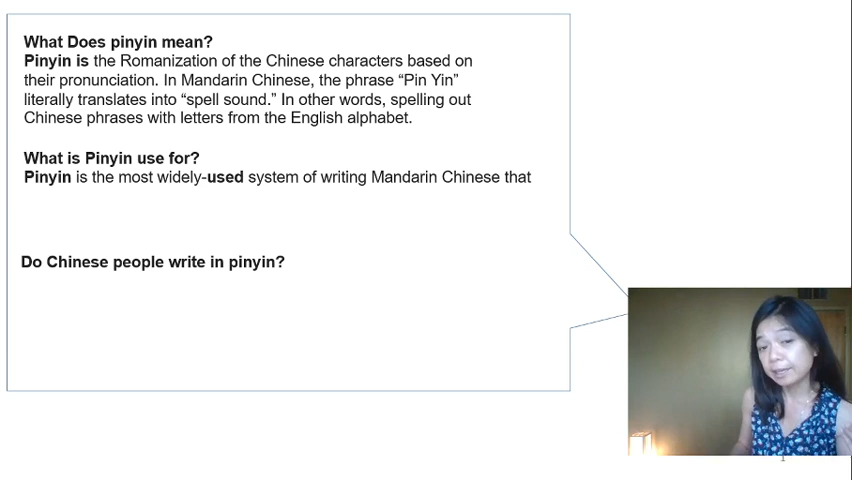 What Does pinyin mean?
Pinyin is the Romanization of the Chinese characters based on
their pronunciation. In Mandarin Chinese, the phrase “Pin Yin”
literally translates into “spell sound.” In other words, spelling out
Chinese phrases with letters from the English alphabet.
What is Pinyin use for?
Pinyin is the most widely-used system of writing Mandarin Chinese that
Do Chinese people write in pinyin?
1